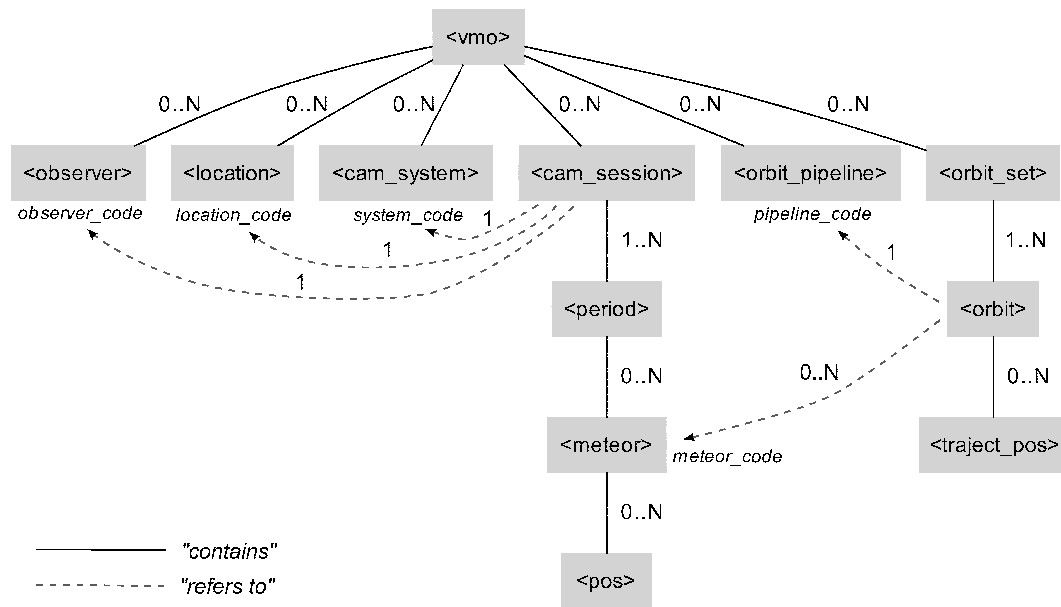 <vmo>
0..N 0..N 0..N 0..N 0..N 0..N
<observer> <location> <cam_system> <cam_session> <orbit_pipeline> <orbit_set>
observer_code location_code system_code pipeline_code
1 1 1 1
1..N 1..N
<period> <orbit>
0..N 0..N 0..N
<meteor> <traject_pos>
meteor_code
0..N
<pos>
"contains"
"refers to"